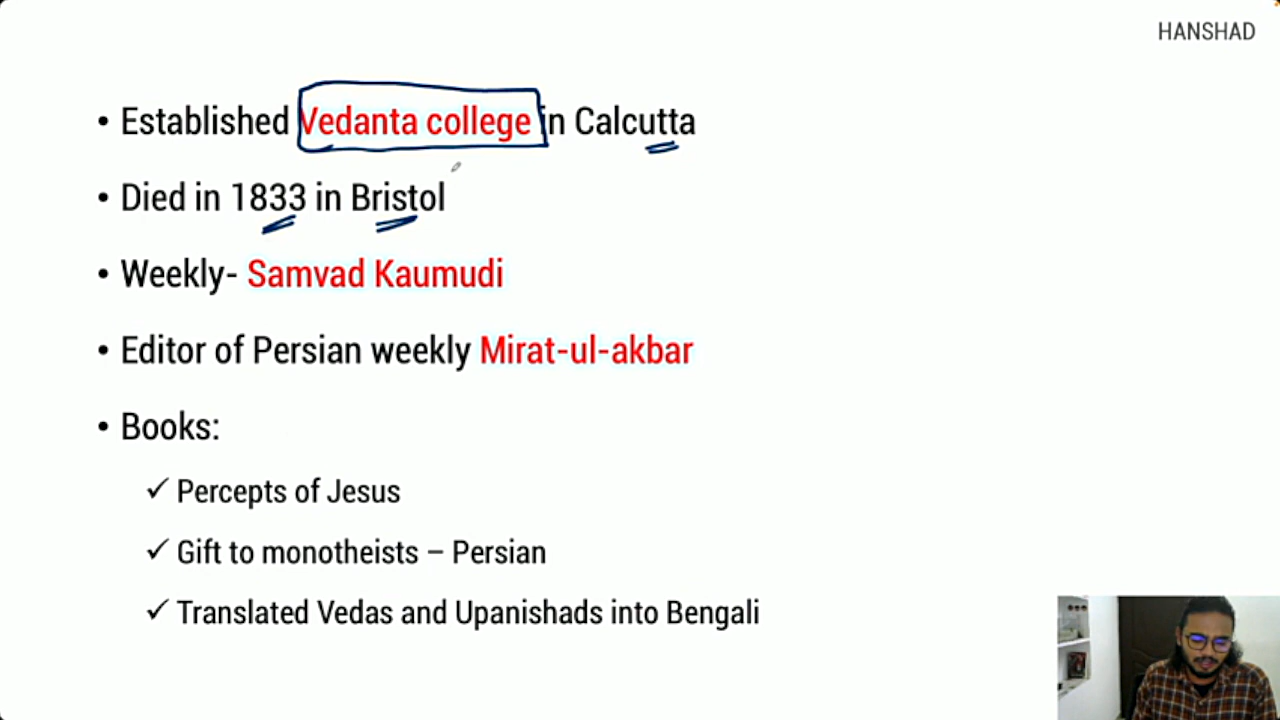 HANSHAD
• Established Vedanta college in Calcutta
• Died in 1833 in Bristol
• Weekly- Samvad Kaumudi
• Editor of Persian weekly Mirat-ul-akbar
• Books:
✓ Percepts of Jesus
✓ Gift to monotheists – Persian
✓ Translated Vedas and Upanishads into Bengali